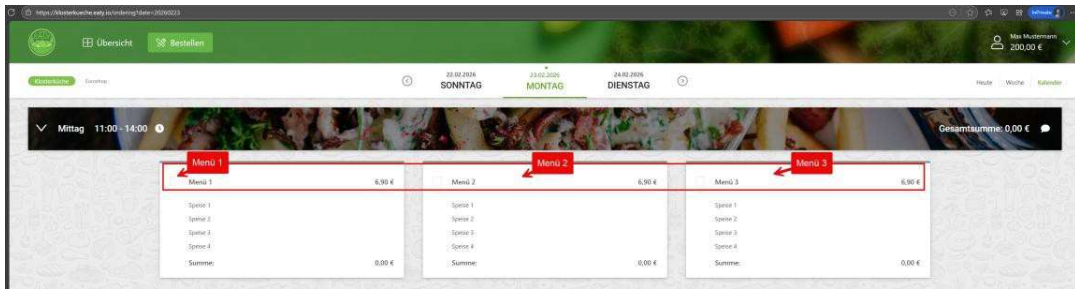 https://klosterkueche.eaty.io/ordering?date=20260223
InPrivate
Übersicht
Bestellen
Max Mustermann
200,00 €
Klosterküche
22.02.2026
SONNTAG
23.02.2026
MONTAG
24.02.2026
DIENSTAG
Heute Woche Kalender
Mittag 11:00 - 14:00
Gesamtsumme: 0,00 €
Menü 1
Menü 2
Menü 3
Menü 1 6,90 €
Menü 2 6,90 €
Menü 3 6,90 €
Speise 1
Speise 2
Speise 3
Speise 4
Summe: 0,00 €
Speise 1
Speise 2
Speise 3
Speise 4
Summe: 0,00 €
Speise 1
Speise 2
Speise 3
Speise 4
Summe: 0,00 €